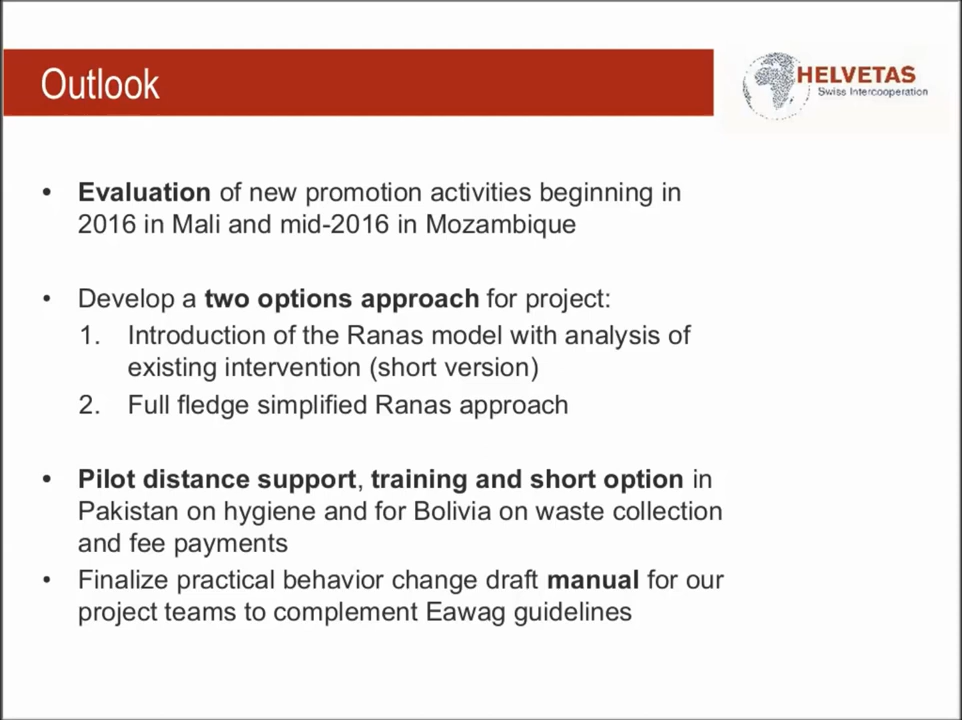 Outlook
HELVETAS
Swiss Intercooperation
• Evaluation of new promotion activities beginning in
2016 in Mali and mid-2016 in Mozambique
• Develop a two options approach for project:
1. Introduction of the Ranas model with analysis of
existing intervention (short version)
2. Full fledge simplified Ranas approach
• Pilot distance support, training and short option in
Pakistan on hygiene and for Bolivia on waste collection
and fee payments
• Finalize practical behavior change draft manual for our
project teams to complement Eawag guidelines